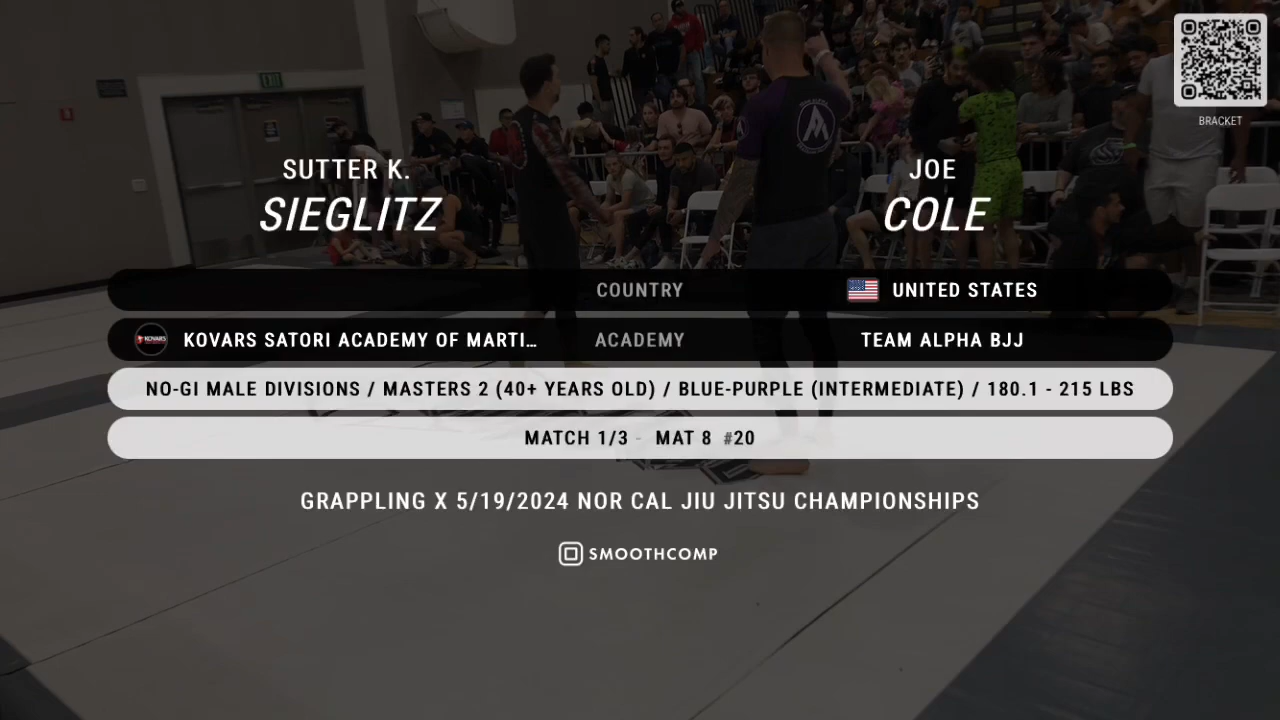 BRACKET
SUTTER K.
SIEGLITZ
JOE
COLE
COUNTRY
UNITED STATES
KOVARS
KOVARS SATORI ACADEMY OF MARTI…
ACADEMY
TEAM ALPHA BJJ
NO-GI MALE DIVISIONS / MASTERS 2 (40+ YEARS OLD) / BLUE-PURPLE (INTERMEDIATE) / 180.1 - 215 LBS
MATCH 1/3 - MAT 8 #20
GRAPPLING X 5/19/2024 NOR CAL JIU JITSU CHAMPIONSHIPS
SMOOTHCOMP